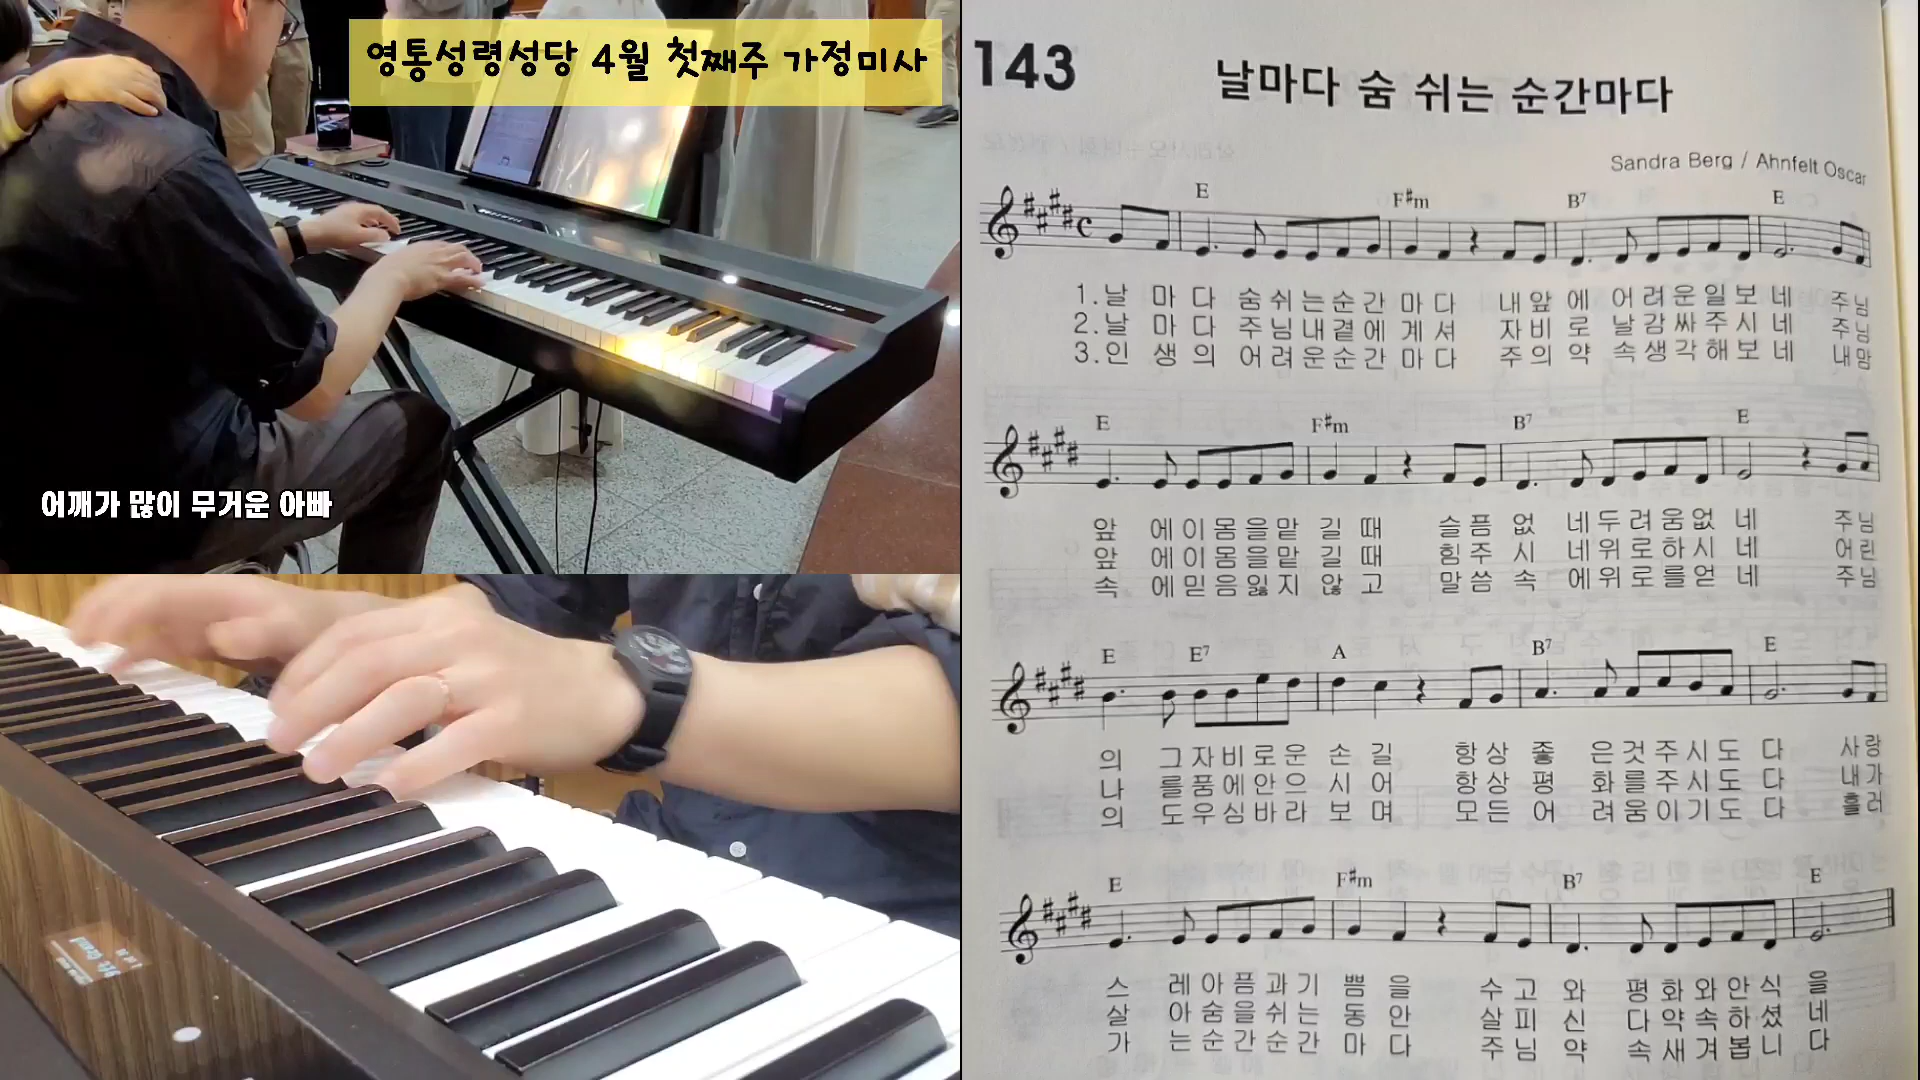 영통성령성당 4월 첫째주 가정미사
어깨가 많이 무거운 아빠
143
날마다 숨 쉬는 순간마다
Sandra Berg / Ahnfelt Oscar
E F#m B7 E
1.날 마 다 숨쉬는순간 마 다 내앞 에 어려운일보 네 주님
2.날 마 다 주님내곁에 게 셔 자비 로 날감싸주시 네 주님
3.인 생 의 어려운순간 마 다 주의 약 속생각해보 네 내맘
E F#m B7 E
앞 에이몸을맡 길 때 슬픔 없 네두려움없 네 주님
앞 에이몸을맡 길 때 힘주 시 네위로하시 네 어린
속 에믿음잃지 않 고 말씀 속 에위로를얻 네 주님
E E7 A B7 E
의 그자비로운 손 길 항상 좋 은것주시도 다 사랑
나 를품에안으 시 어 항상 평 화를주시도 다 내가
의 도우심바라 보 며 모든 어 려움이기도 다 흘러
E F#m B7 E
스 레아픔과기 쁨 을 수고 와 평화와안식 을
살 아숨을쉬는 동 안 살피 신 다약속하셨 네
가 는순간순간 마 다 주님 약 속새겨봅니 다